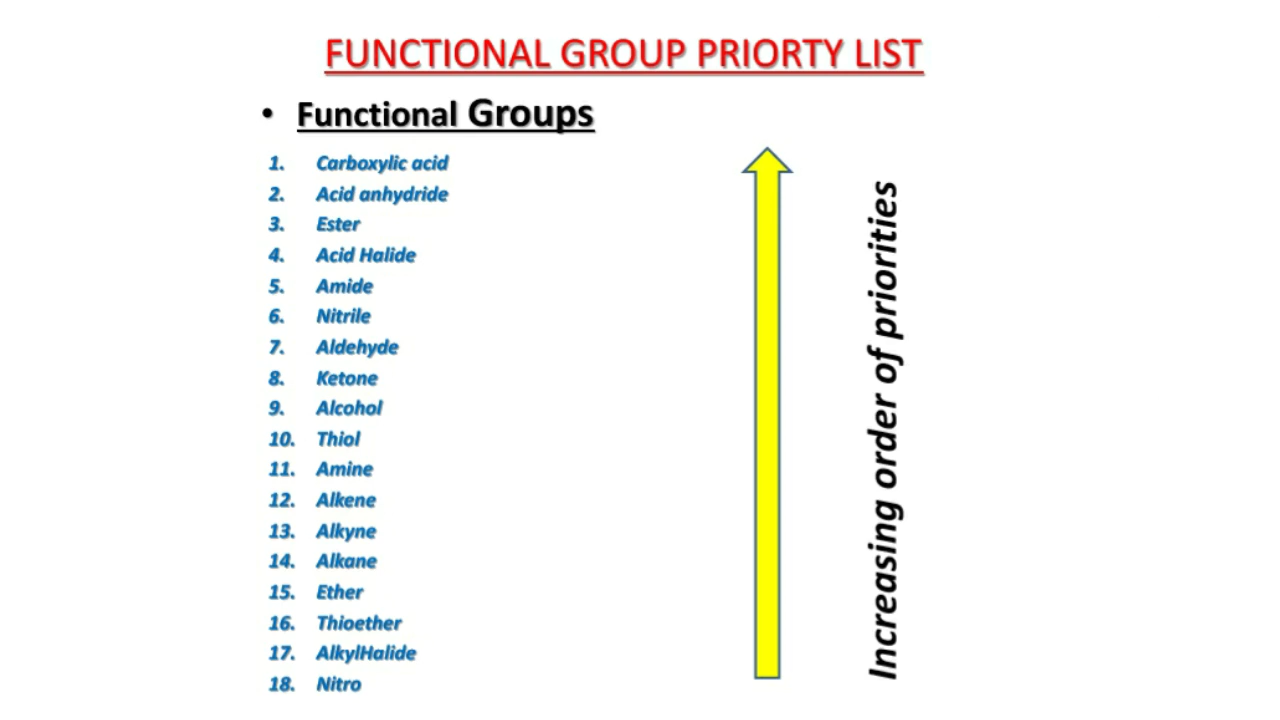 FUNCTIONAL GROUP PRIORTY LIST
• Functional Groups
1. Carboxylic acid
2. Acid anhydride
3. Ester
4. Acid Halide
5. Amide
6. Nitrile
7. Aldehyde
8. Ketone
9. Alcohol
10. Thiol
11. Amine
12. Alkene
13. Alkyne
14. Alkane
15. Ether
16. Thioether
17. AlkylHalide
18. Nitro
Increasing order of priorities